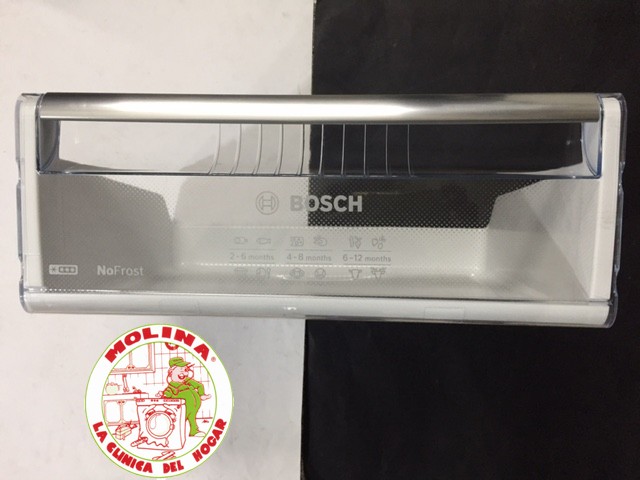 BOSCH
2-6 months 4-8 months 6-12 months
NoFrost
MOLINA®
LA CLINICA DEL HOGAR